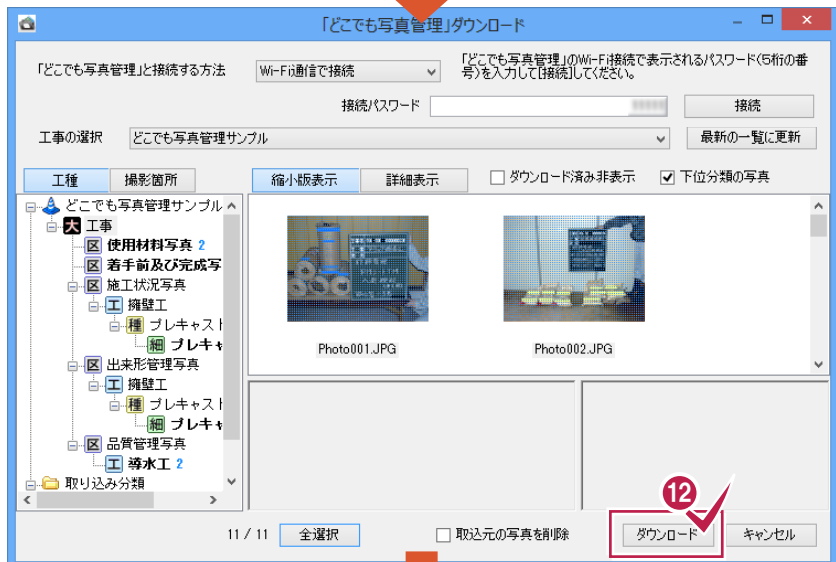 「どこでも写真管理」ダウンロード
「どこでも写真管理」と接続する方法
Wi-Fi通信で接続
「どこでも写真管理」のWi-Fi接続で表示されるパスワード(5桁の番
号)を入力して[接続]してください。
接続パスワード
接続
工事の選択
どこでも写真管理サンプル
最新の一覧に更新
工種
撮影箇所
縮小版表示
詳細表示
ダウンロード済み非表示
下位分類の写真
どこでも写真管理サンプル
大 工事
区 使用材料写真 2
区 着手前及び完成写
区 施工状況写真
工 擁壁工
種 プレキャスト
細 プレキャ
区 出来形管理写真
工 擁壁工
種 プレキャスト
細 プレキャ
区 品質管理写真
工 導水工 2
取り込み分類
Photo001.JPG
Photo002.JPG
11 / 11
全選択
取込元の写真を削除
12
ダウンロード
キャンセル